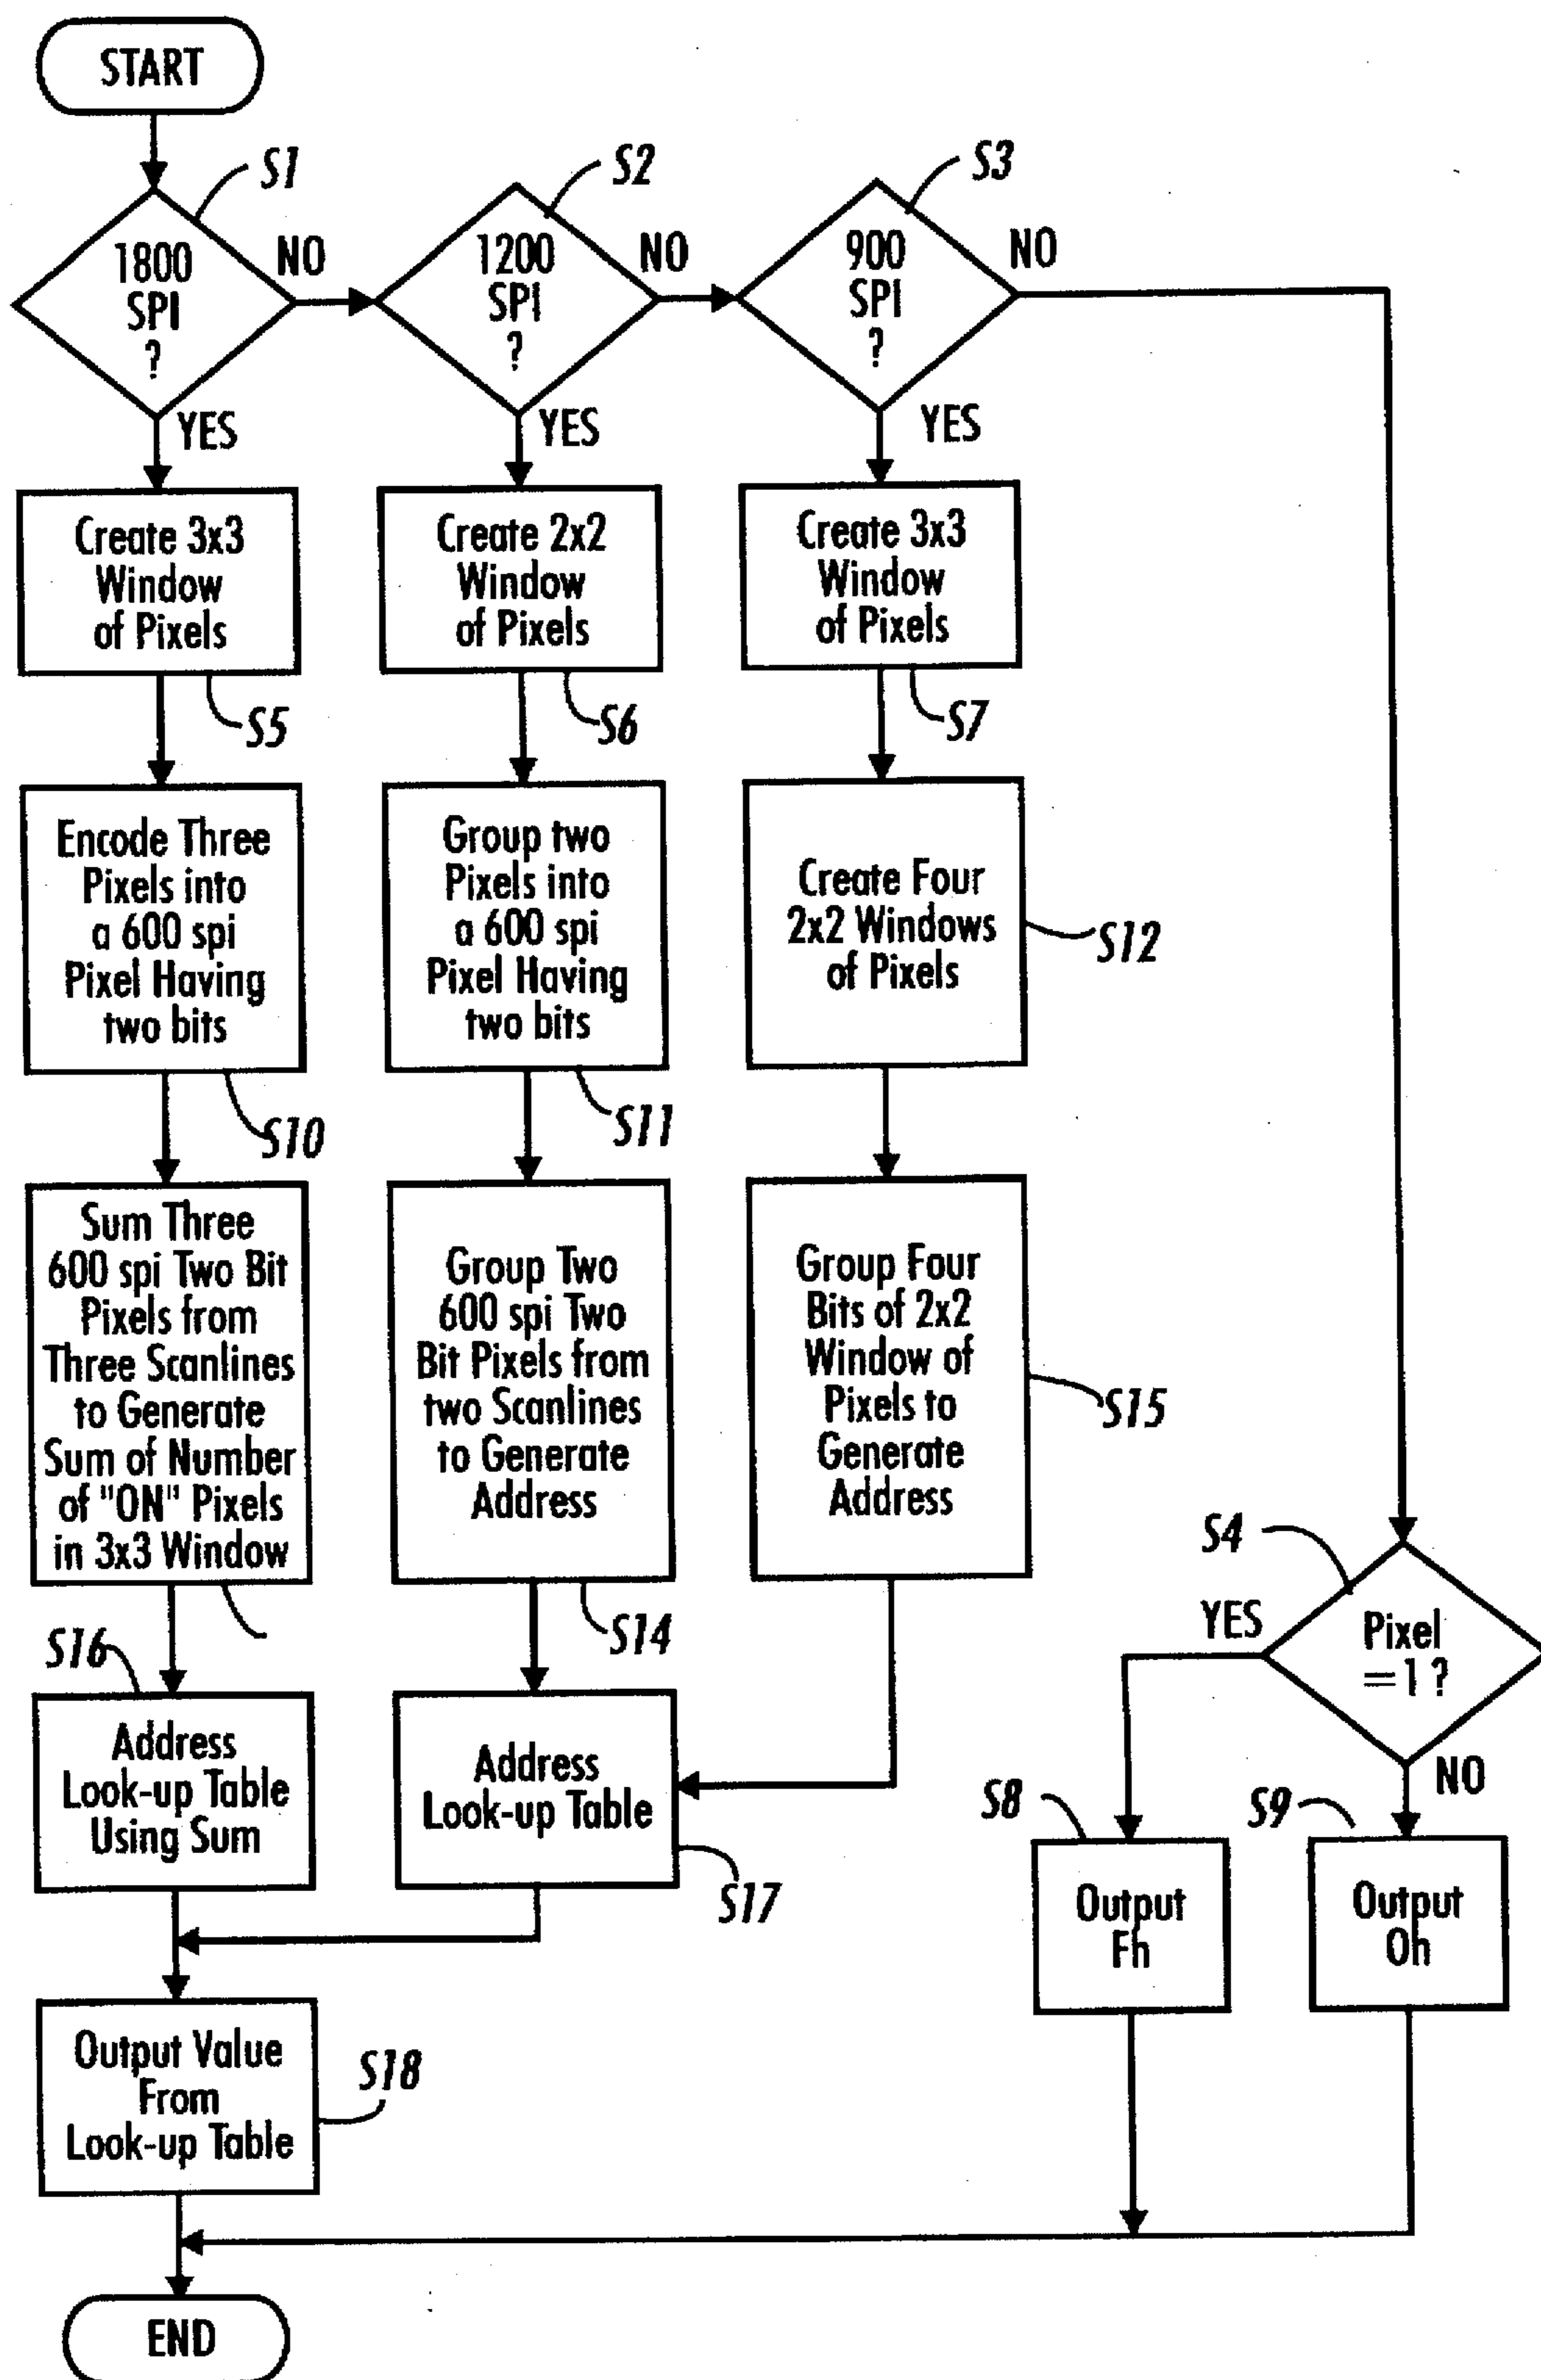 START
S1
1800
SPI
?
NO
YES
S2
1200
SPI
?
NO
YES
S3
900
SPI
?
NO
YES
Create 3x3
Window
of Pixels
S5
Create 2x2
Window
of Pixels
S6
Create 3x3
Window
of Pixels
S7
Encode Three
Pixels into
a 600 spi
Pixel Having
two bits
S10
Group two
Pixels into
a 600 spi
Pixel Having
two bits
S11
Create Four
2x2 Windows
of Pixels
S12
Sum Three
600 spi Two Bit
Pixels from
Three Scanlines
to Generate
Sum of Number
of "ON" Pixels
in 3x3 Window
Group Two
600 spi Two
Bit Pixels from
two Scanlines
to Generate
Address
S14
Group Four
Bits of 2x2
Window of
Pixels to
Generate
Address
S15
S4
Pixel
=1 ?
YES
NO
S16
Address
Look-up Table
Using Sum
Address
Look-up Table
S17
S8
Output
Fh
S9
Output
Oh
Output Value
From
Look-up Table
S18
END